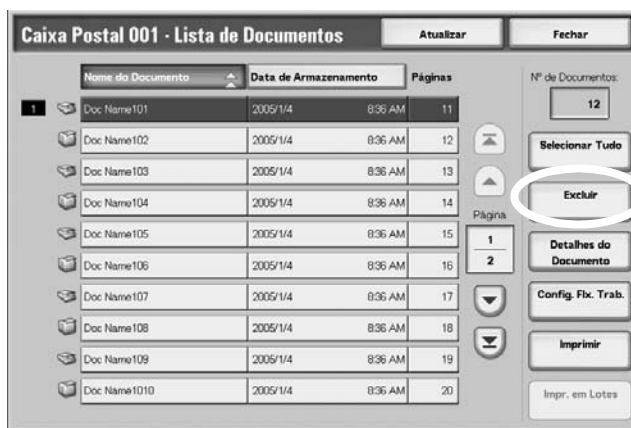 Caixa Postal 001 - Lista de Documentos
Atualizar
Fechar
Nome do Documento
Data de Armazenamento
Páginas
Nº de Documentos:
12
1 Doc Name101 2005/1/4 8:36 AM 11
Doc Name102 2005/1/4 8:36 AM 12
Doc Name103 2005/1/4 8:36 AM 13
Doc Name104 2005/1/4 8:36 AM 14
Doc Name105 2005/1/4 8:36 AM 15
Doc Name106 2005/1/4 8:36 AM 16
Doc Name107 2005/1/4 8:36 AM 17
Doc Name108 2005/1/4 8:36 AM 18
Doc Name109 2005/1/4 8:36 AM 19
Doc Name1010 2005/1/4 8:36 AM 20
Página
1
2
Selecionar Tudo
Excluir
Detalhes do
Documento
Config. Flx. Trab.
Imprimir
Impr. em Lotes